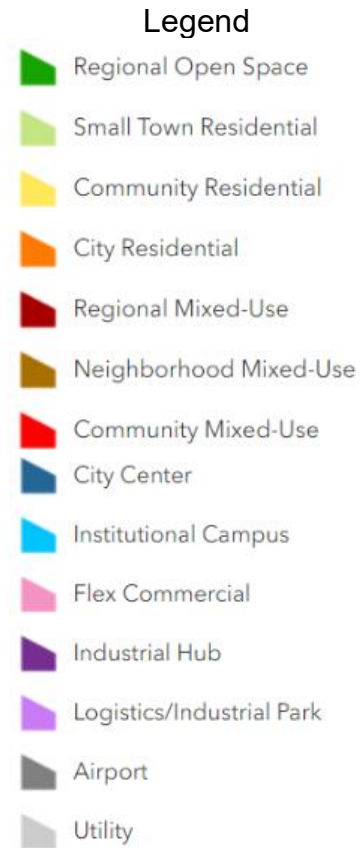 Legend
Regional Open Space
Small Town Residential
Community Residential
City Residential
Regional Mixed-Use
Neighborhood Mixed-Use
Community Mixed-Use
City Center
Institutional Campus
Flex Commercial
Industrial Hub
Logistics/Industrial Park
Airport
Utility